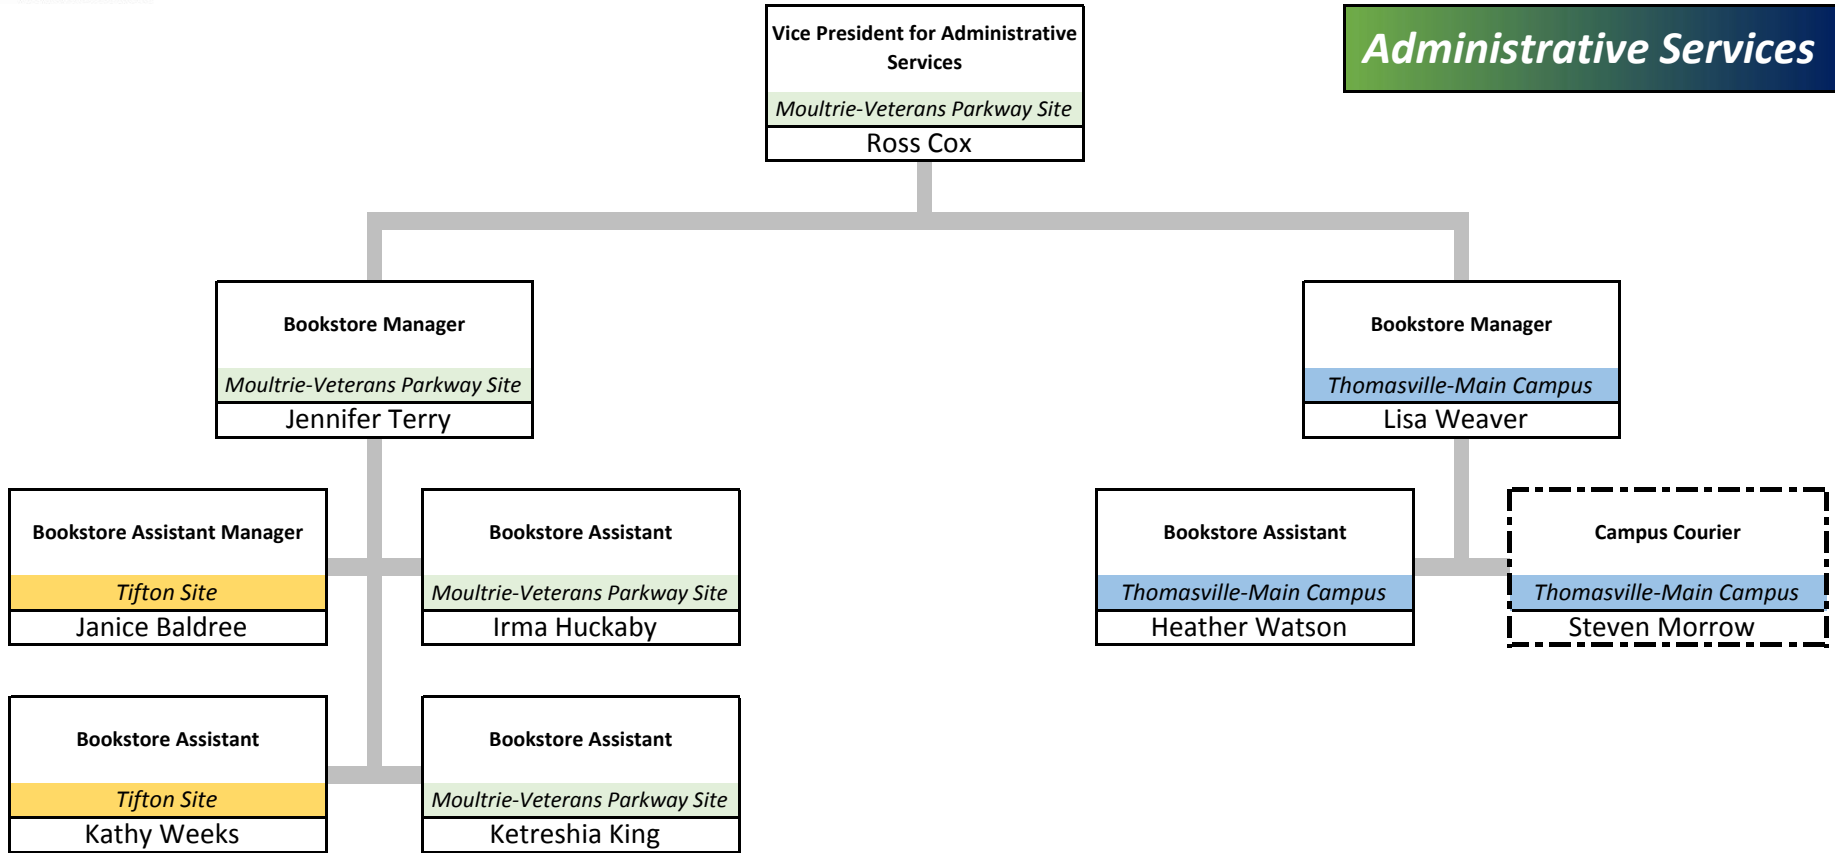 Vice President for Administrative
Services
Moultrie-Veterans Parkway Site
Ross Cox
Administrative Services
Bookstore Manager
Moultrie-Veterans Parkway Site
Jennifer Terry
Bookstore Manager
Thomasville-Main Campus
Lisa Weaver
Bookstore Assistant Manager
Tifton Site
Janice Baldree
Bookstore Assistant
Moultrie-Veterans Parkway Site
Irma Huckaby
Bookstore Assistant
Thomasville-Main Campus
Heather Watson
Campus Courier
Thomasville-Main Campus
Steven Morrow
Bookstore Assistant
Tifton Site
Kathy Weeks
Bookstore Assistant
Moultrie-Veterans Parkway Site
Ketreshia King